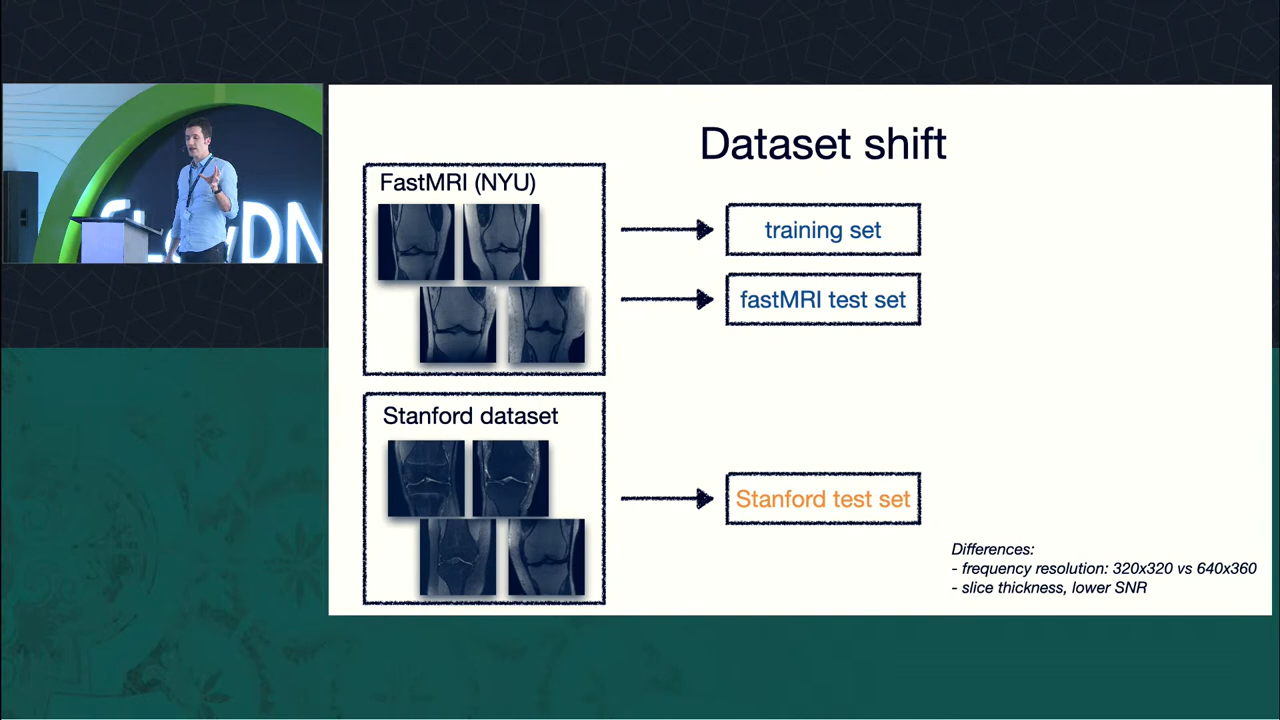 Dataset shift
FastMRI (NYU)
training set
fastMRI test set
Stanford dataset
Stanford test set
Differences:
- frequency resolution: 320x320 vs 640x360
- slice thickness, lower SNR